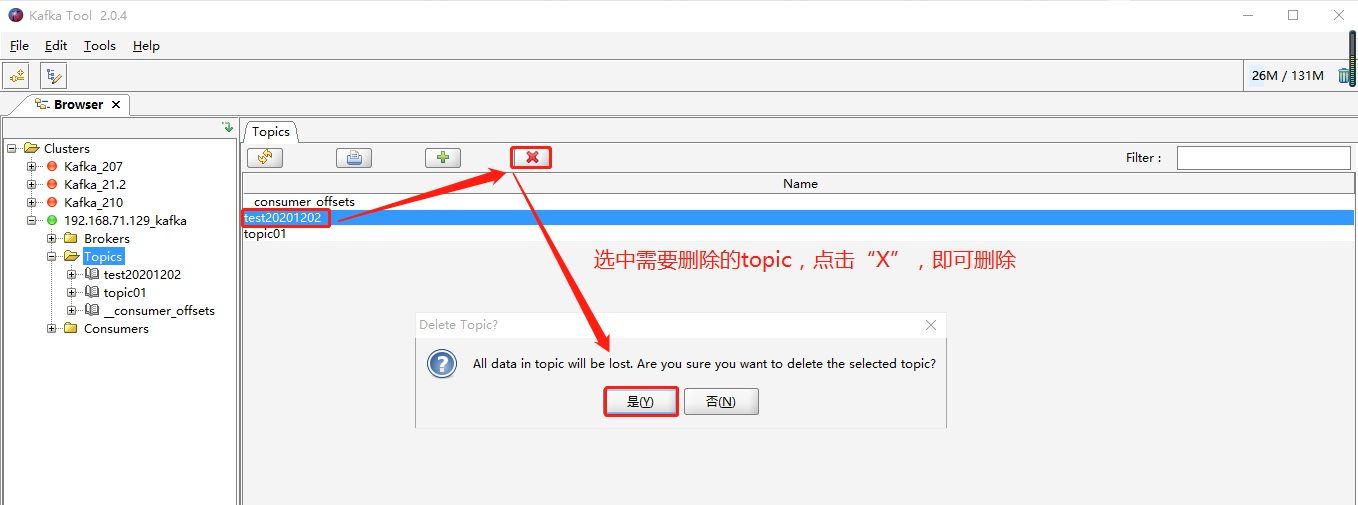 Kafka Tool 2.0.4
File Edit Tools Help
26M / 131M
Browser
Topics
Clusters
Kafka_207
Kafka_21.2
Kafka_210
192.168.71.129_kafka
Brokers
Topics
test20201202
topic01
__consumer_offsets
Consumers
Filter :
Name
__consumer_offsets
test20201202
topic01
选中需要删除的topic，点击“X”，即可删除
Delete Topic?
All data in topic will be lost. Are you sure you want to delete the selected topic?
是(Y) 否(N)